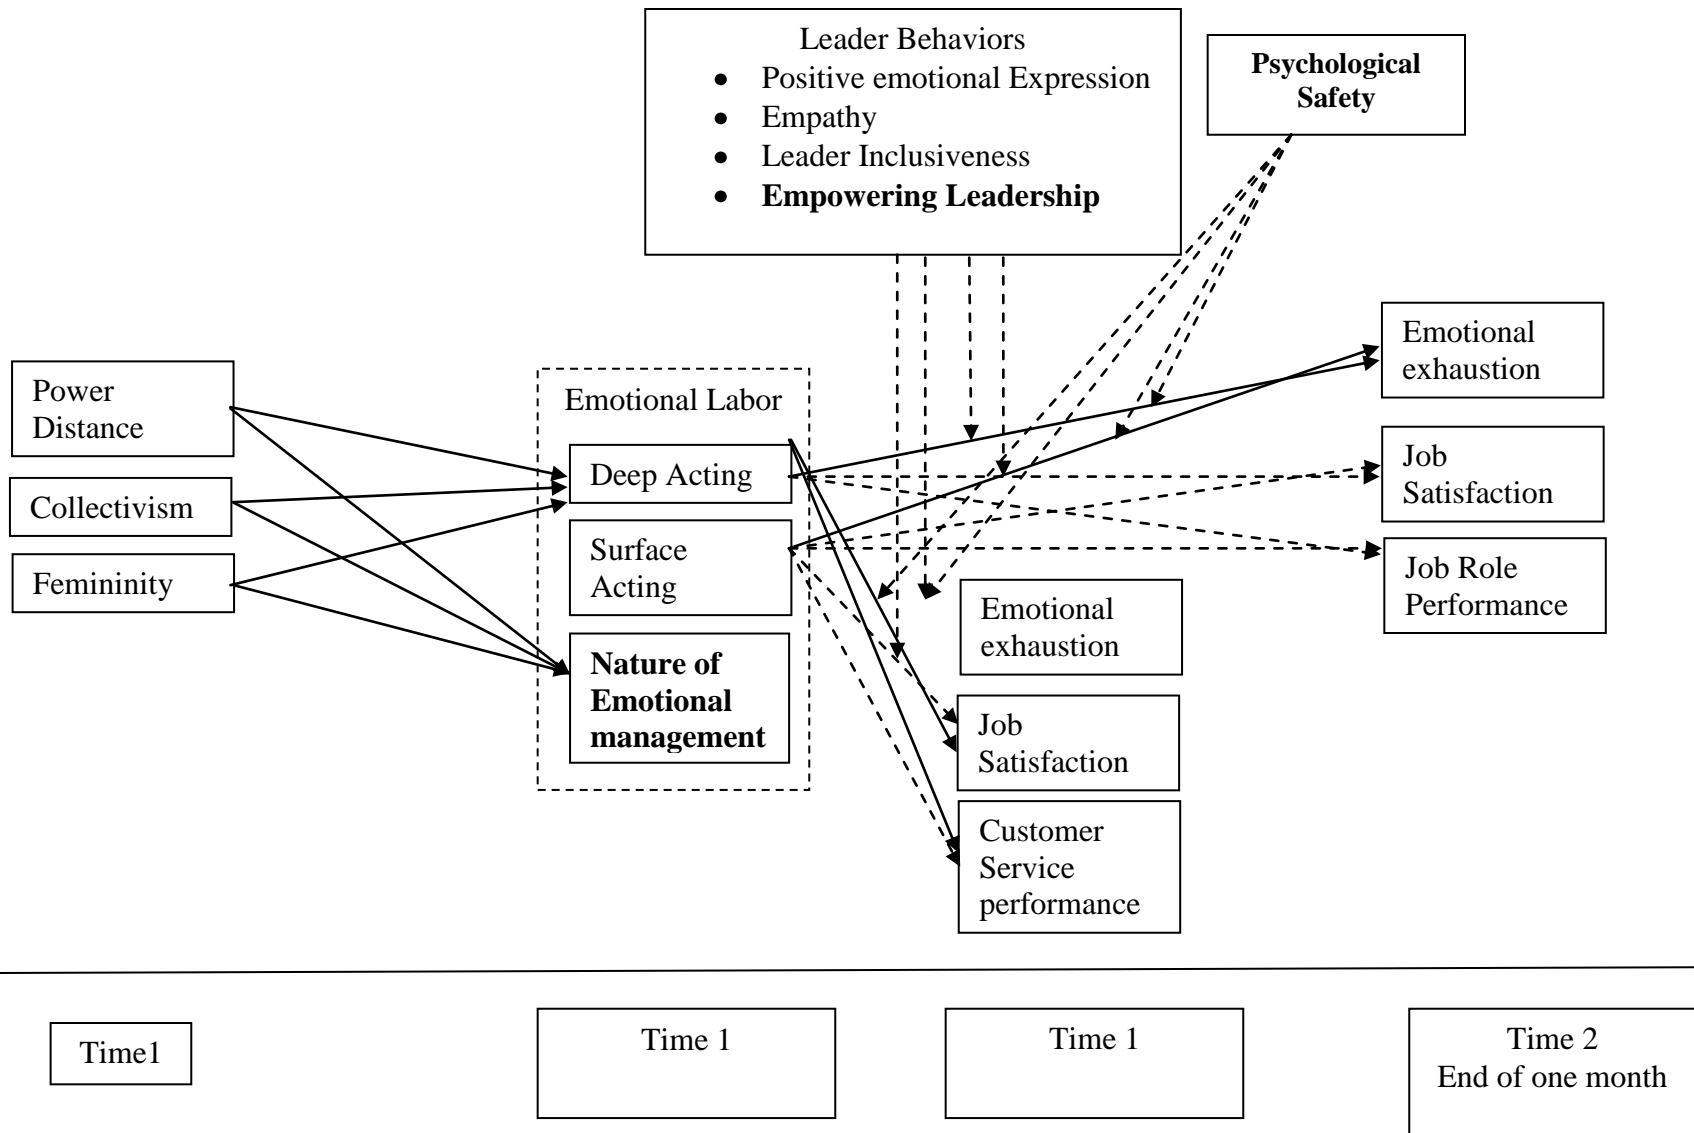 Leader Behaviors
● Positive emotional Expression
● Empathy
● Leader Inclusiveness
● Empowering Leadership
Psychological
Safety
Power
Distance
Collectivism
Femininity
Emotional Labor
Deep Acting
Surface
Acting
Nature of
Emotional
management
Emotional
exhaustion
Job
Satisfaction
Customer
Service
performance
Emotional
exhaustion
Job
Satisfaction
Job Role
Performance
Time1
Time 1
Time 1
Time 2
End of one month